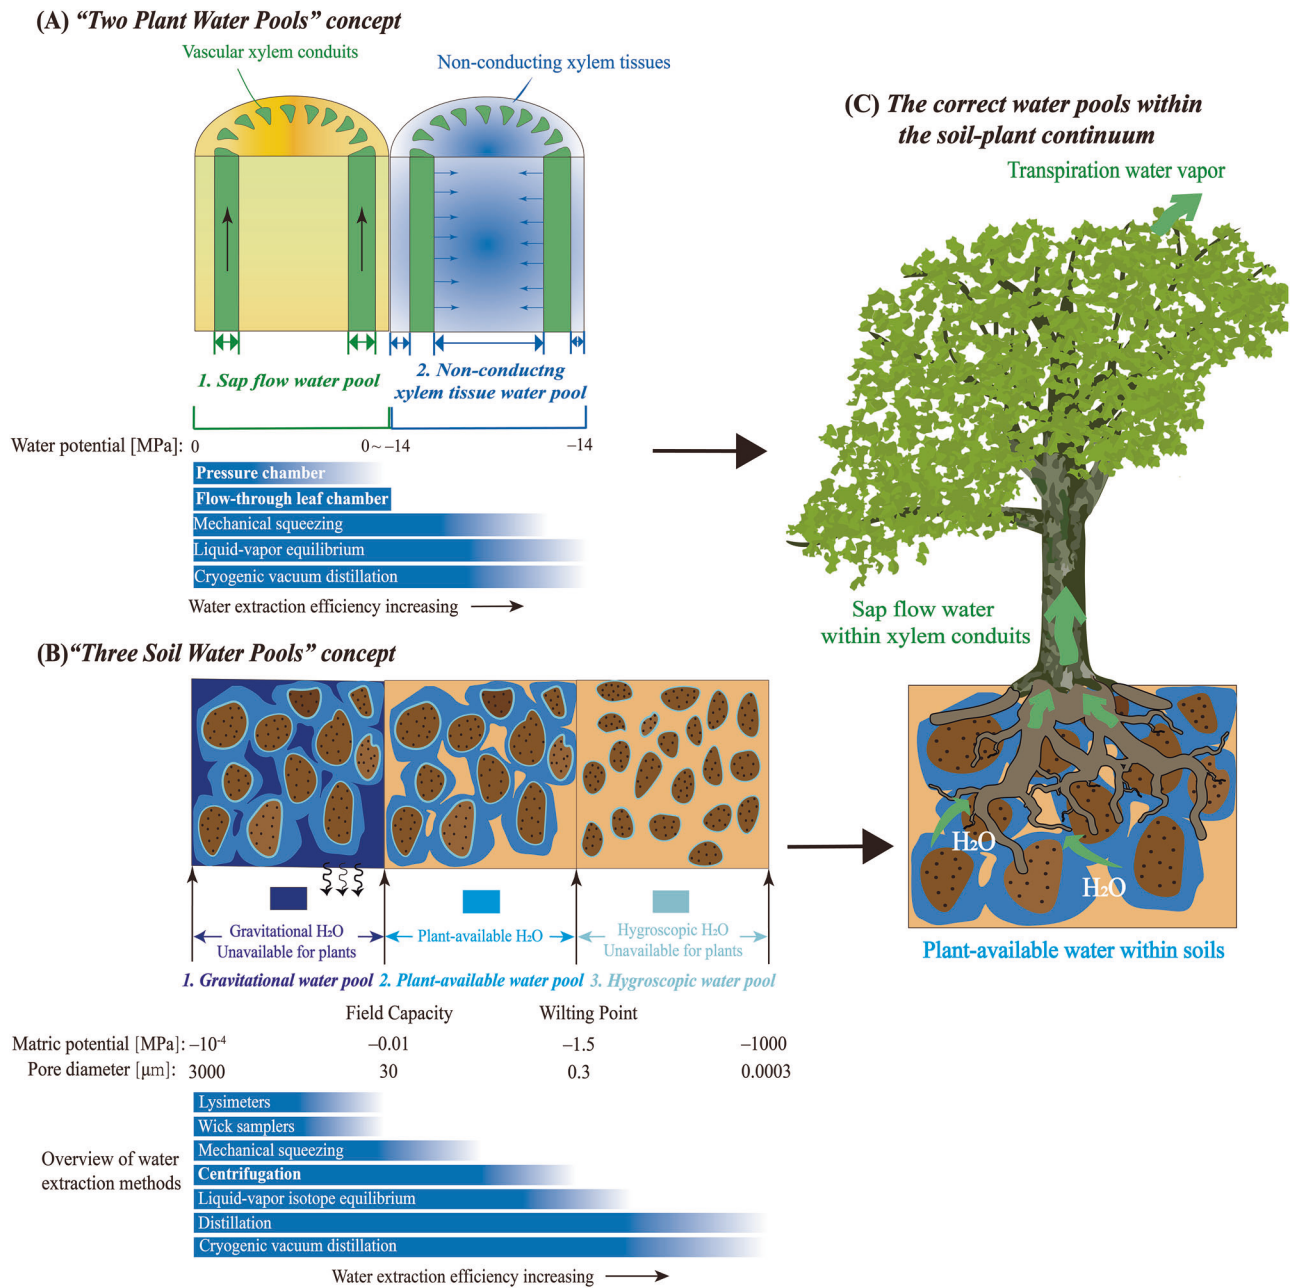 (A) “Two Plant Water Pools” concept
Vascular xylem conduits
Non-conducting xylem tissues
1. Sap flow water pool
2. Non-conductng
xylem tissue water pool
Water potential [MPa]: 0 0~−14 −14
Pressure chamber
Flow-through leaf chamber
Mechanical squeezing
Liquid-vapor equilibrium
Cryogenic vacuum distillation
Water extraction efficiency increasing
(B) “Three Soil Water Pools” concept
Gravitational H₂O
Unavailable for plants
Plant-available H₂O
Hygroscopic H₂O
Unavailable for plants
1. Gravitational water pool
2. Plant-available water pool
3. Hygroscopic water pool
Field Capacity
Wilting Point
Matric potential [MPa]: −10⁻⁴ −0.01 −1.5 −1000
Pore diameter [μm]: 3000 30 0.3 0.0003
Overview of water
extraction methods
Lysimeters
Wick samplers
Mechanical squeezing
Centrifugation
Liquid-vapor isotope equilibrium
Distillation
Cryogenic vacuum distillation
Water extraction efficiency increasing
(C) The correct water pools within
the soil-plant continuum
Transpiration water vapor
Sap flow water
within xylem conduits
H₂O
H₂O
Plant-available water within soils